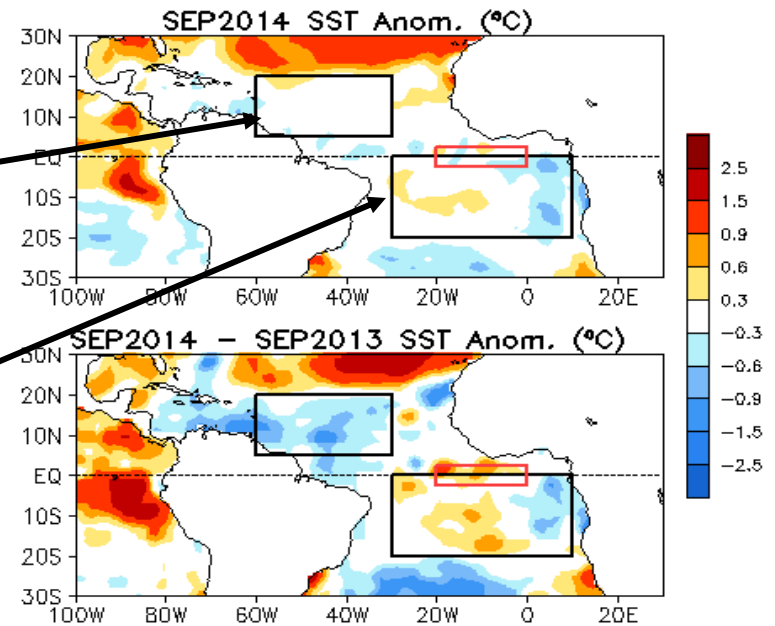 SEP2014 SST Anom. (°C)
30N
20N
10N
EQ
10S
20S
30S
100W 80W 60W 40W 20W 0 20E
2.5
1.5
0.9
0.6
0.3
-0.3
-0.6
-0.9
-1.5
-2.5
SEP2014 - SEP2013 SST Anom. (°C)
30N
20N
10N
EQ
10S
20S
30S
100W 80W 60W 40W 20W 0 20E